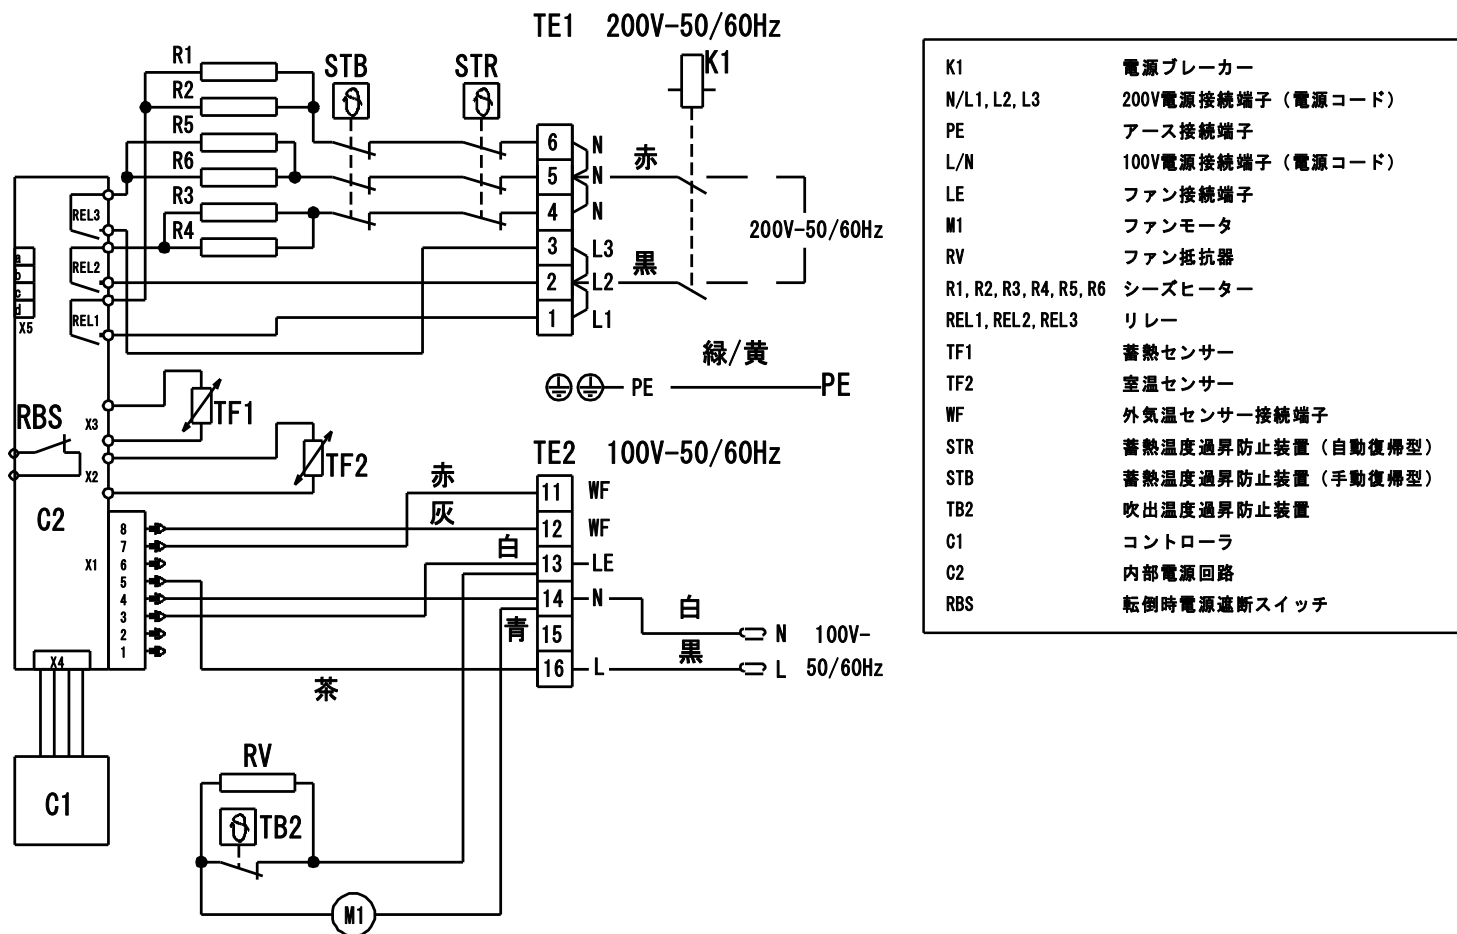 TE1 200V-50/60Hz
R1
R2
R5
R6
R3
R4
STB
STR
K1
6 N
5 N
4 N
3 L3
2 L2
1 L1
赤
黒
200V-50/60Hz
REL3
REL2
REL1
a
b
c
d
X5
緑/黄
PE
PE
RBS
X3
X2
TF1
TF2
TE2 100V-50/60Hz
赤
灰
白
青
茶
11 WF
12 WF
13 LE
14 N
15
16 L
白
黒
N 100V-
L 50/60Hz
C2
X1
8
7
6
5
4
3
2
1
X4
C1
RV
TB2
M1
K1 電源ブレーカー
N/L1,L2,L3 200V電源接続端子（電源コード）
PE アース接続端子
L/N 100V電源接続端子（電源コード）
LE ファン接続端子
M1 ファンモータ
RV ファン抵抗器
R1,R2,R3,R4,R5,R6 シーズヒーター
REL1,REL2,REL3 リレー
TF1 蓄熱センサー
TF2 室温センサー
WF 外気温センサー接続端子
STR 蓄熱温度過昇防止装置（自動復帰型）
STB 蓄熱温度過昇防止装置（手動復帰型）
TB2 吹出温度過昇防止装置
C1 コントローラ
C2 内部電源回路
RBS 転倒時電源遮断スイッチ